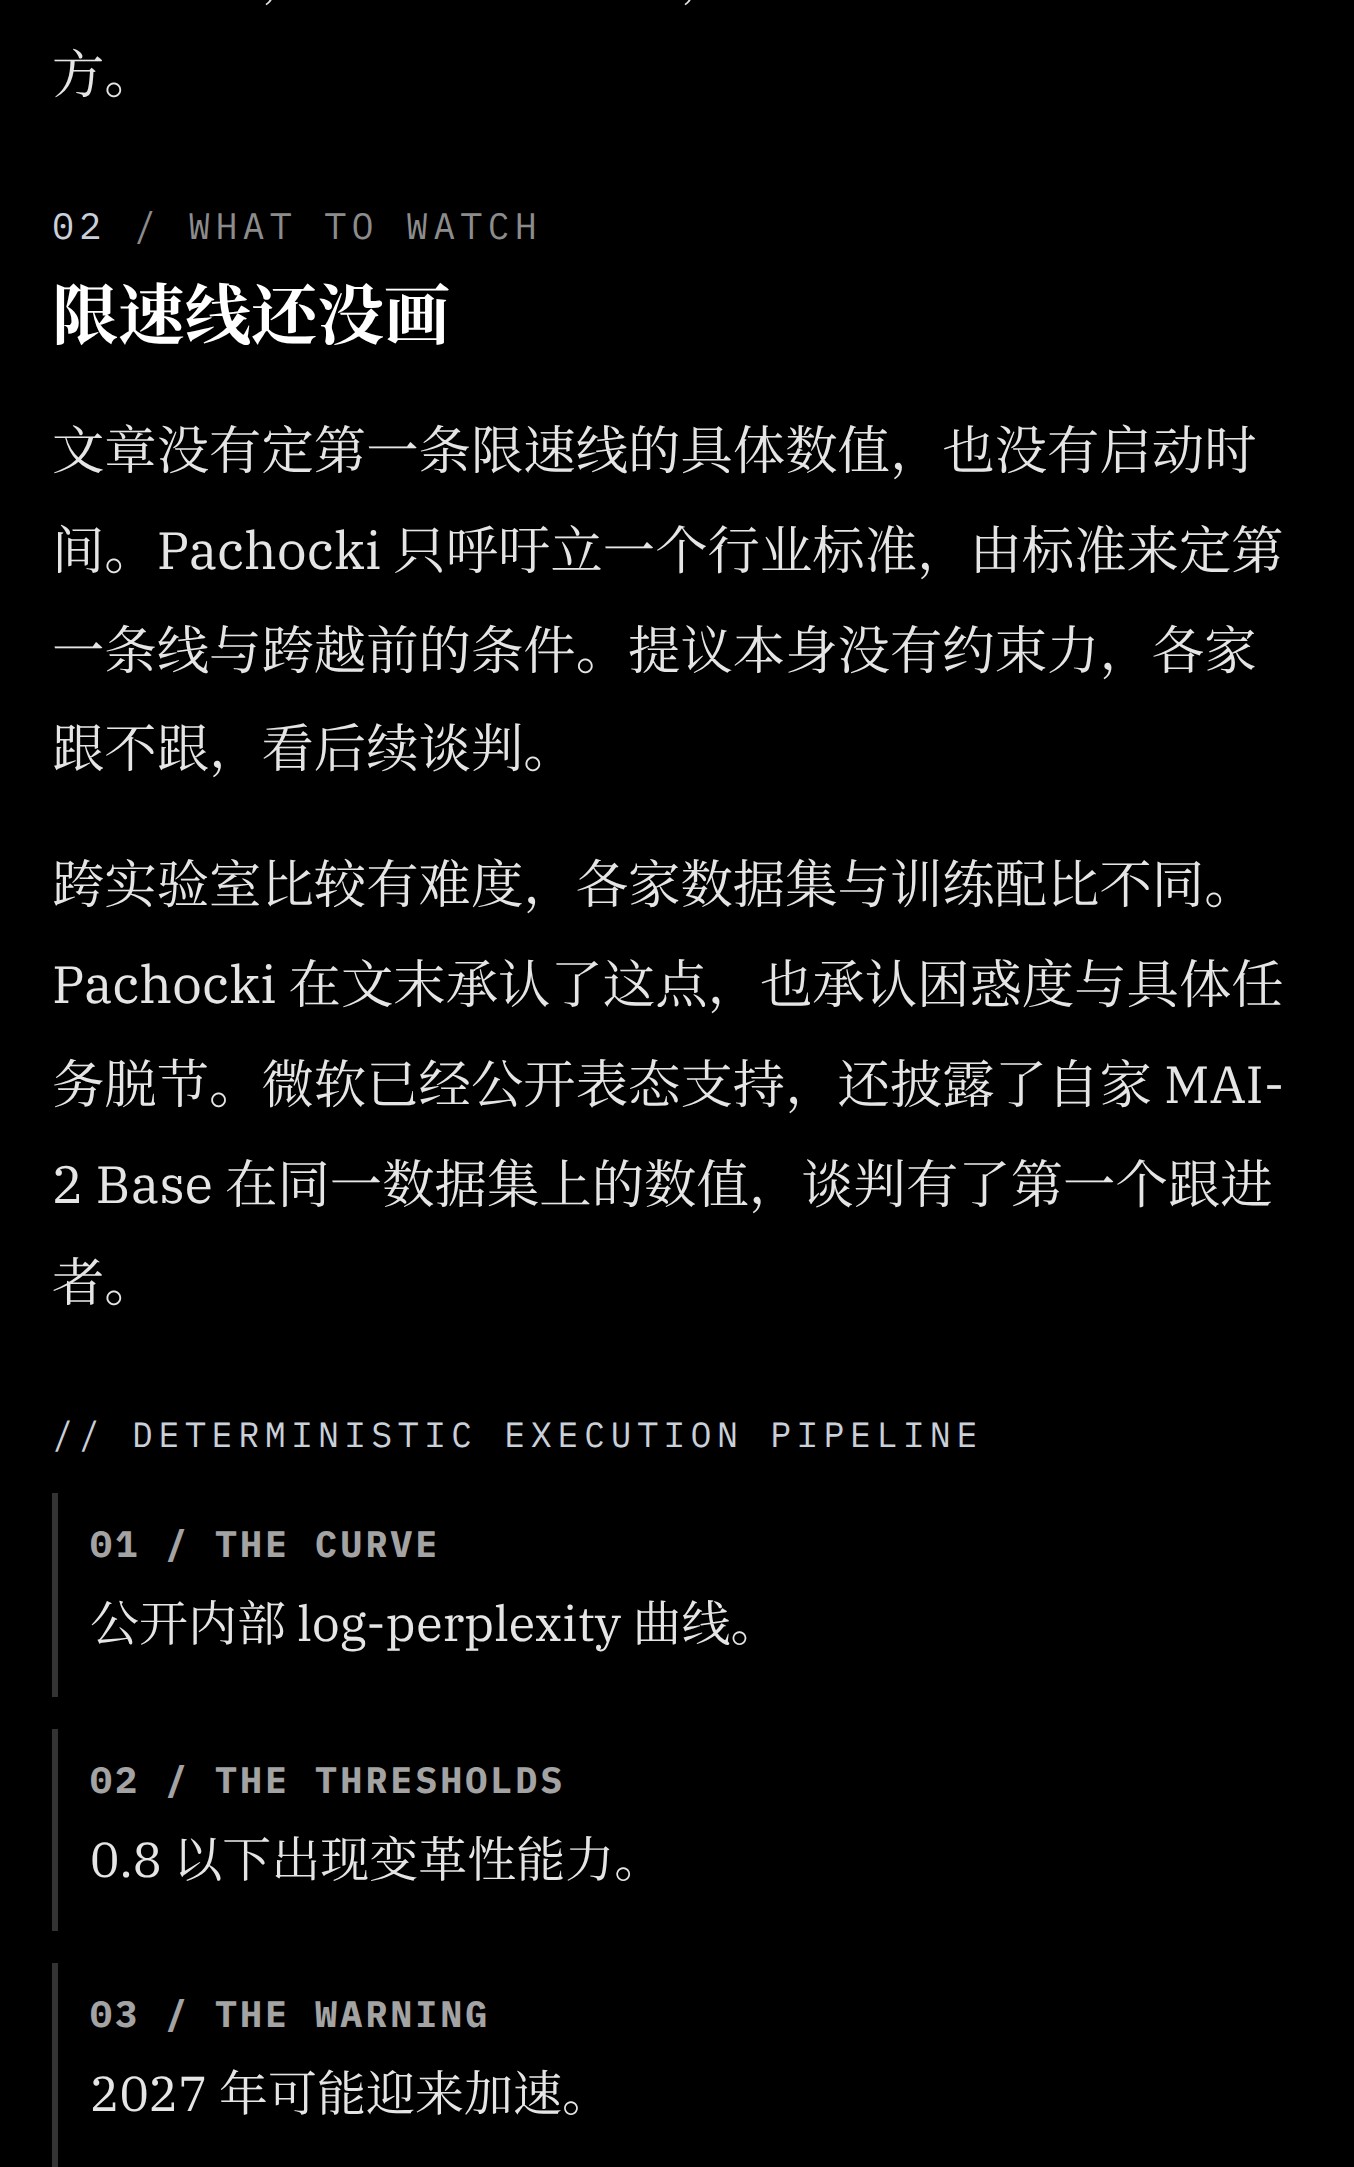 方。
02 / WHAT TO WATCH
限速线还没画
文章没有定第一条限速线的具体数值，也没有启动时
间。Pachocki 只呼吁立一个行业标准，由标准来定第
一条线与跨越前的条件。提议本身没有约束力，各家
跟不跟，看后续谈判。
跨实验室比较有难度，各家数据集与训练配比不同。
Pachocki 在文末承认了这点，也承认困惑度与具体任
务脱节。微软已经公开表态支持，还披露了自家 MAI-
2 Base 在同一数据集上的数值，谈判有了第一个跟进
者。
// DETERMINISTIC EXECUTION PIPELINE
01 / THE CURVE
公开内部 log-perplexity 曲线。
02 / THE THRESHOLDS
0.8 以下出现变革性能力。
03 / THE WARNING
2027 年可能迎来加速。